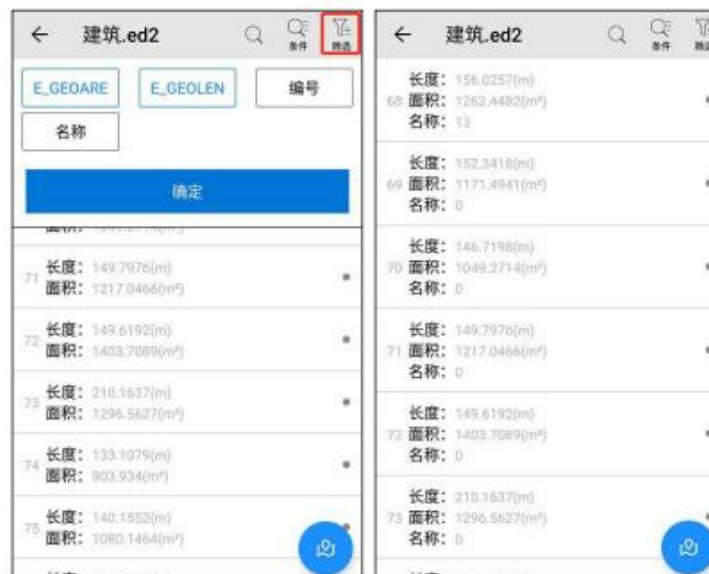 建筑.ed2
条件
筛选
E_GEOARE
E_GEOLEN
编号
名称
确定
71
长度：149.7976(m)
面积：1217.0466(m²)
72
长度：149.6192(m)
面积：1403.7089(m²)
73
长度：210.1637(m)
面积：1296.5627(m²)
74
长度：133.1079(m)
面积：903.934(m²)
75
长度：140.1552(m)
面积：1080.1464(m²)
建筑.ed2
条件
68
长度：156.0257(m)
面积：1262.4482(m²)
名称：13
69
长度：152.3418(m)
面积：1171.4941(m²)
名称：0
70
长度：146.7198(m)
面积：1049.2714(m²)
名称：0
71
长度：149.7976(m)
面积：1217.0466(m²)
名称：0
72
长度：149.6192(m)
面积：1403.7089(m²)
名称：0
73
长度：210.1637(m)
面积：1296.5627(m²)
名称：0